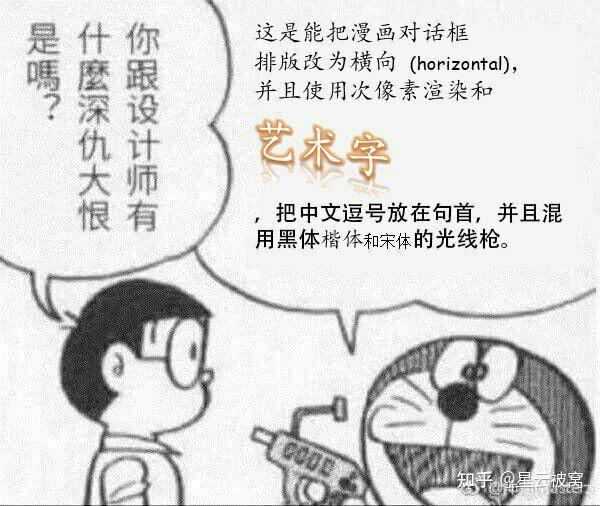 这是能把漫画对话框
排版改为横向 (horizontal),
并且使用次像素渲染和
艺术字
，把中文逗号放在句首，并且混
用黑体楷体和宋体的光线枪。
你跟设计师有
什麼深仇大恨
是嗎？
知乎 @星云被窝